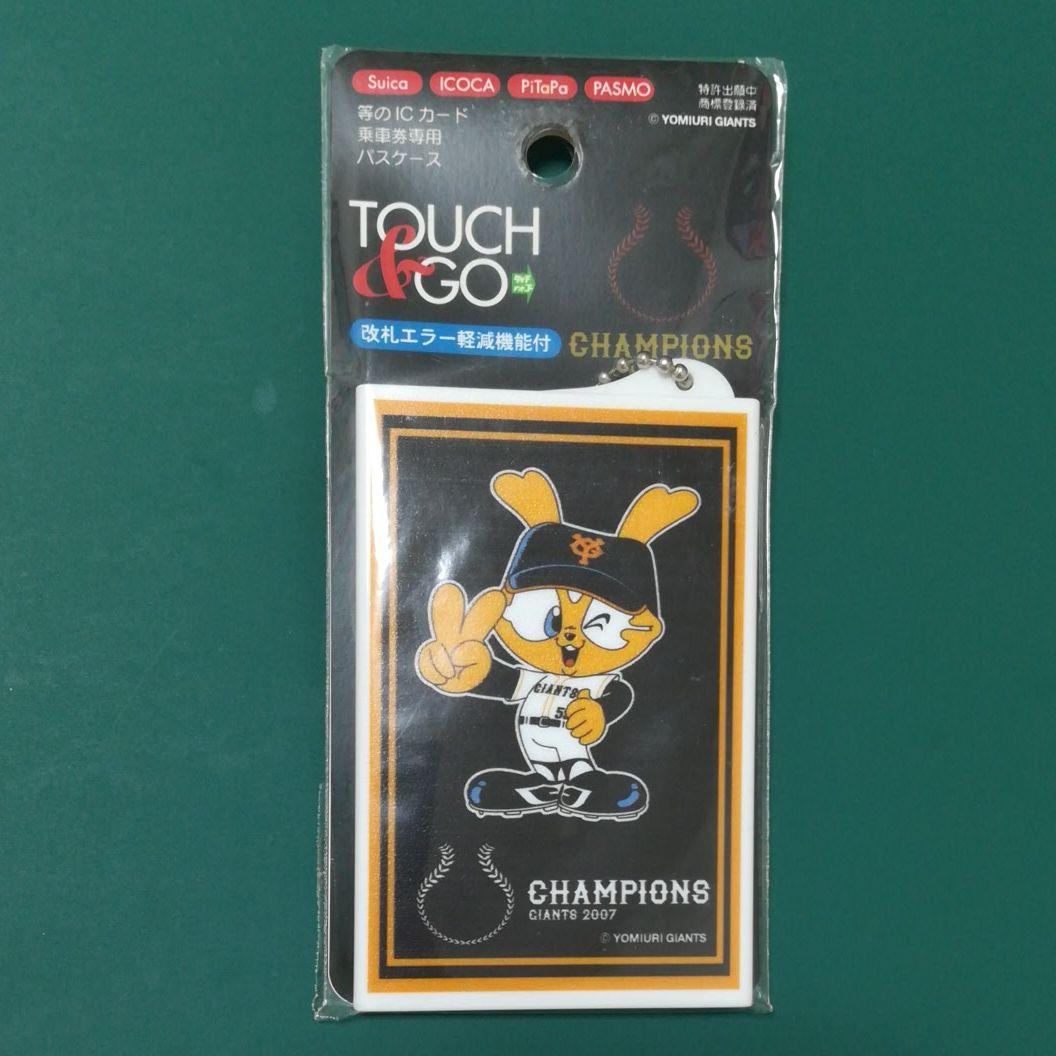 Suica ICOCA PiTaPa PASMO
等のICカード
乗車券専用
パスケース
特許出願中
商標登録済
© YOMIURI GIANTS
TOUCH
& GO
改札エラー軽減機能付
CHAMPIONS
YG
GIANTS
CHAMPIONS
GIANTS 2007
© YOMIURI GIANTS